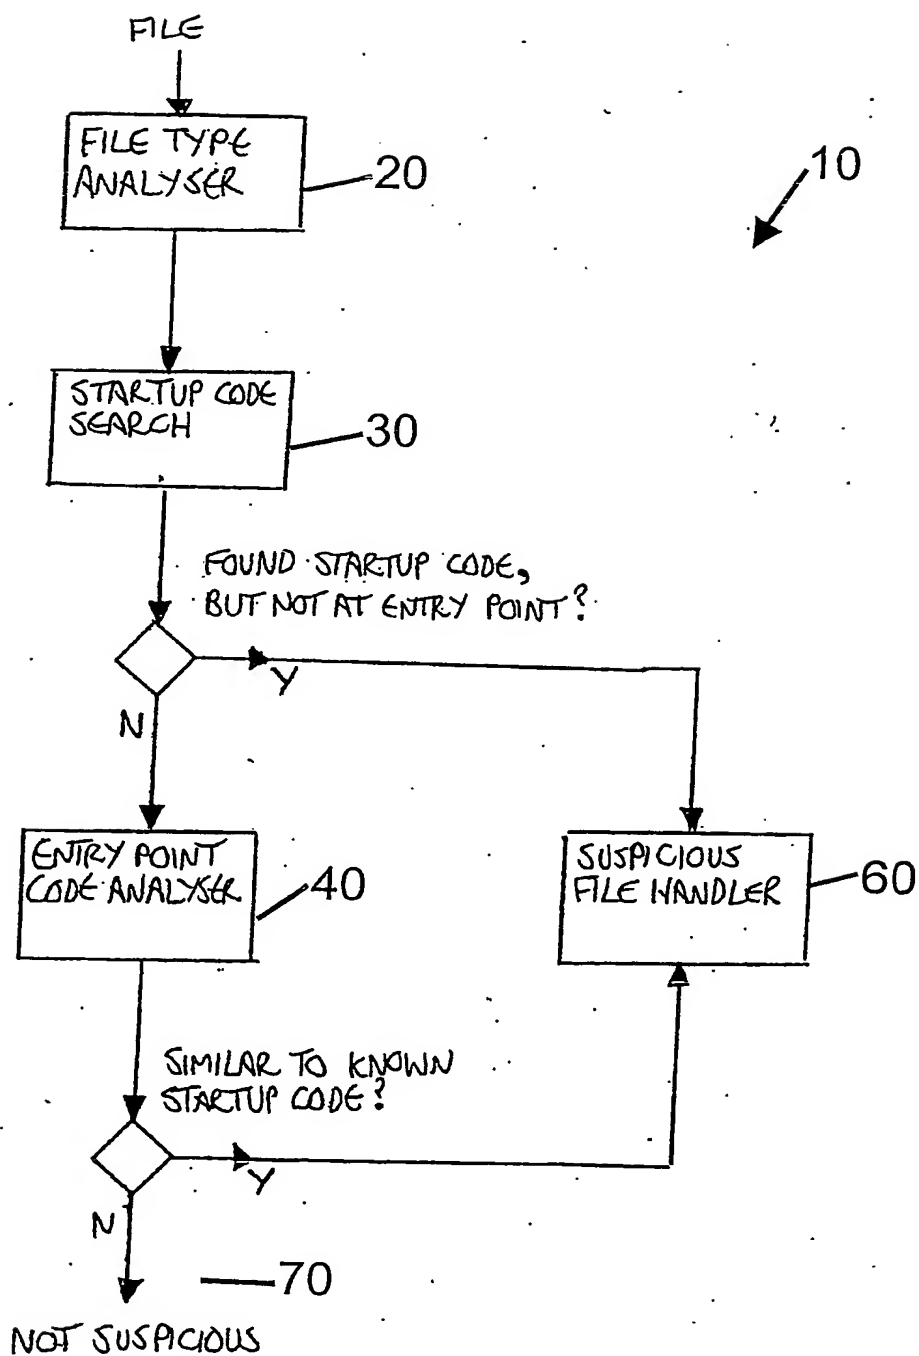 FILE
FILE TYPE
ANALYSER
20
10
STARTUP CODE
SEARCH
30
FOUND STARTUP CODE,
BUT NOT AT ENTRY POINT?
Y
N
ENTRY POINT
CODE ANALYSER
40
SUSPICIOUS
FILE HANDLER
60
SIMILAR TO KNOWN
STARTUP CODE?
Y
N
70
NOT SUSPICIOUS